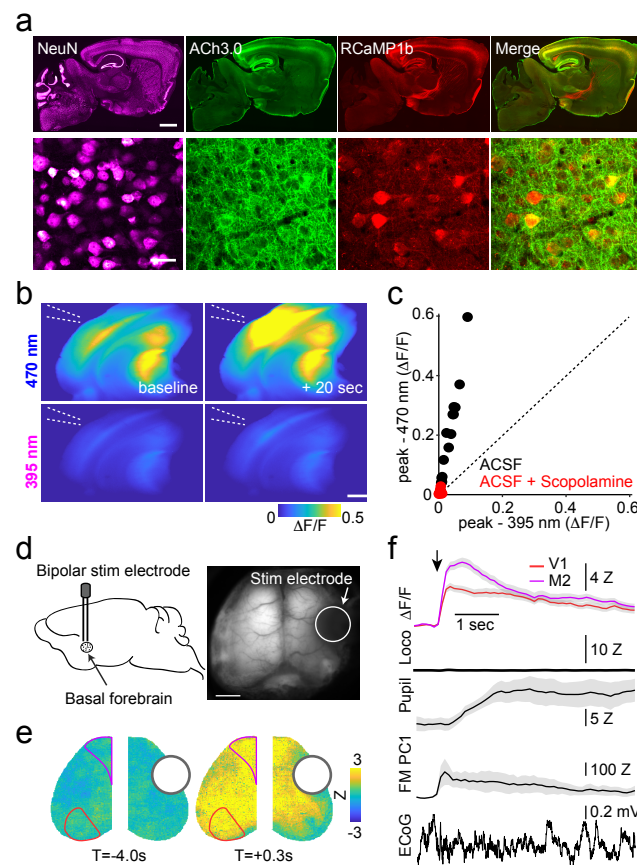 a
NeuN ACh3.0 RCaMP1b Merge
b
470 nm
baseline
+ 20 sec
395 nm
0 0.5
ΔF/F
c
peak - 470 nm (ΔF/F)
0.6
0.4
0.2
0
0.2 0.4 0.6
ACSF
ACSF + Scopolamine
peak - 395 nm (ΔF/F)
d
Bipolar stim electrode
Basal forebrain
Stim electrode
e
T=-4.0s
T=+0.3s
3
Z
-3
f
V1
M2
ΔF/F
4 Z
1 sec
Loco
10 Z
Pupil
5 Z
FM PC1
100 Z
ECoG
0.2 mV